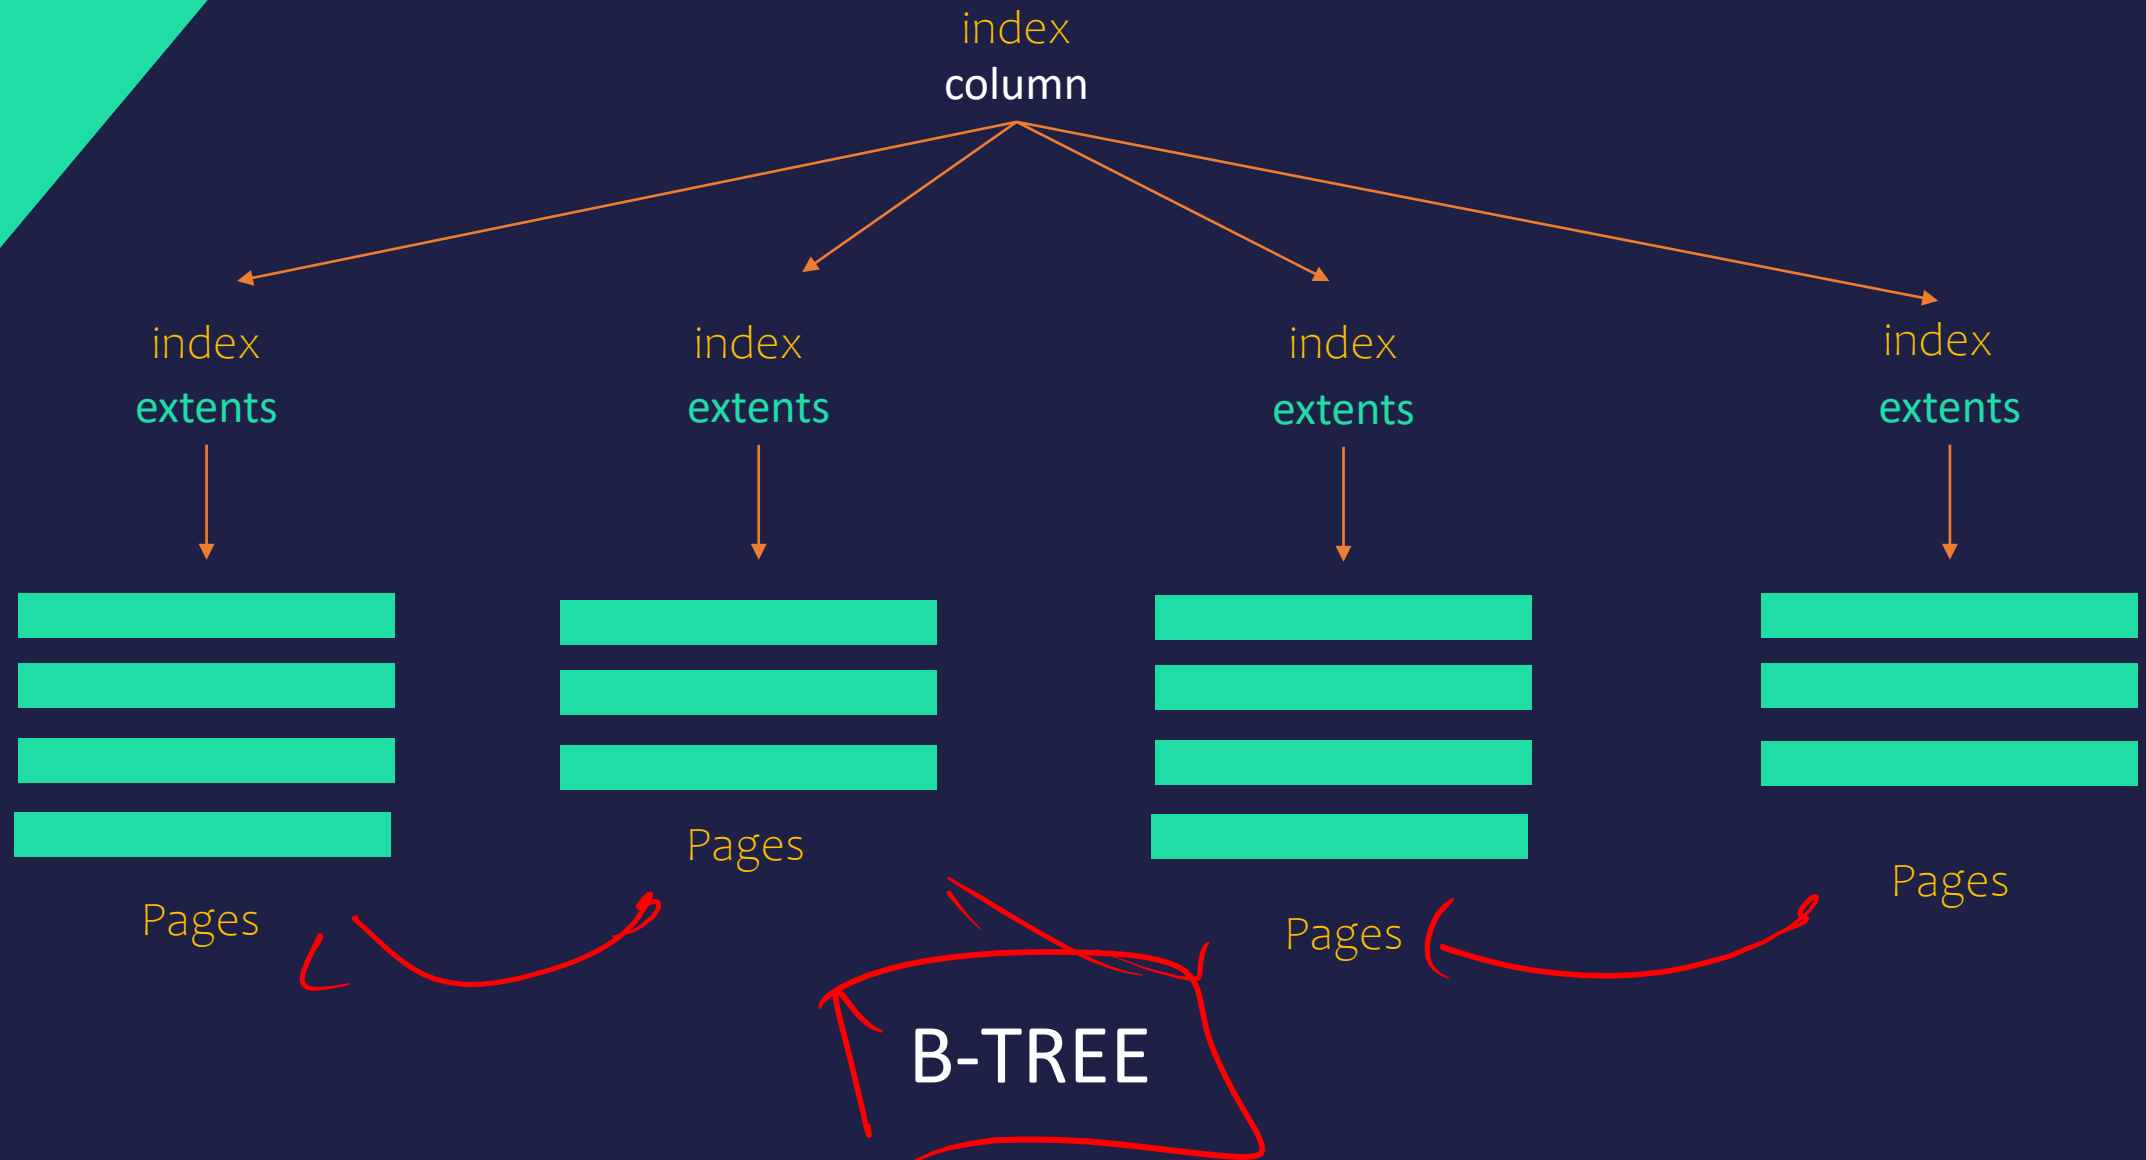 index
column
index
extents
index
extents
index
extents
index
extents
Pages
Pages
Pages
Pages
B-TREE